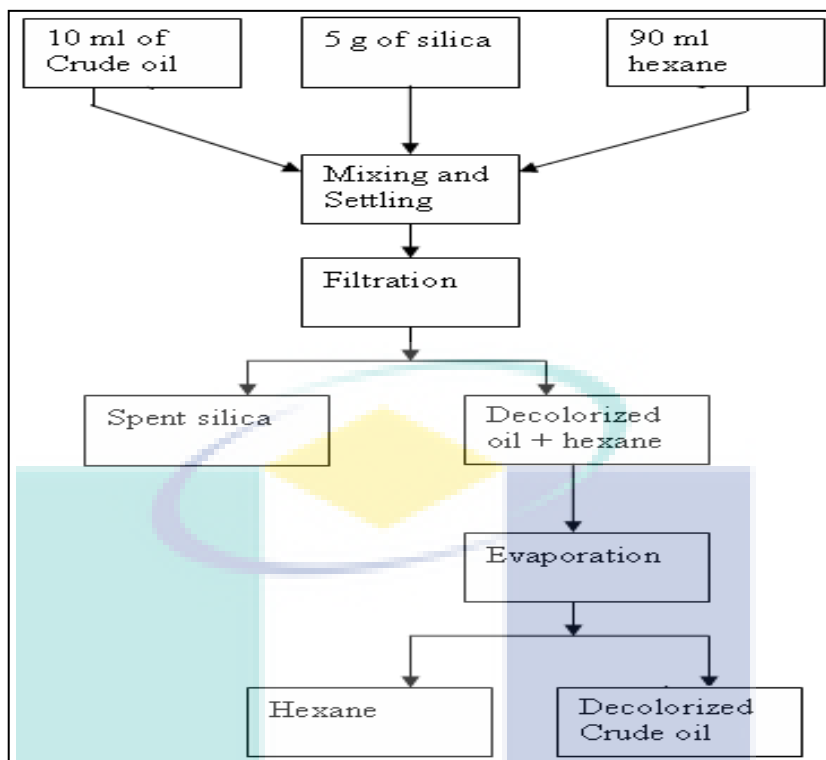 10 ml of
Crude oil
5 g of silica
90 ml
hexane
Mixing and
Settling
Filtration
Spent silica
Decolorized
oil + hexane
Evaporation
Hexane
Decolorized
Crude oil